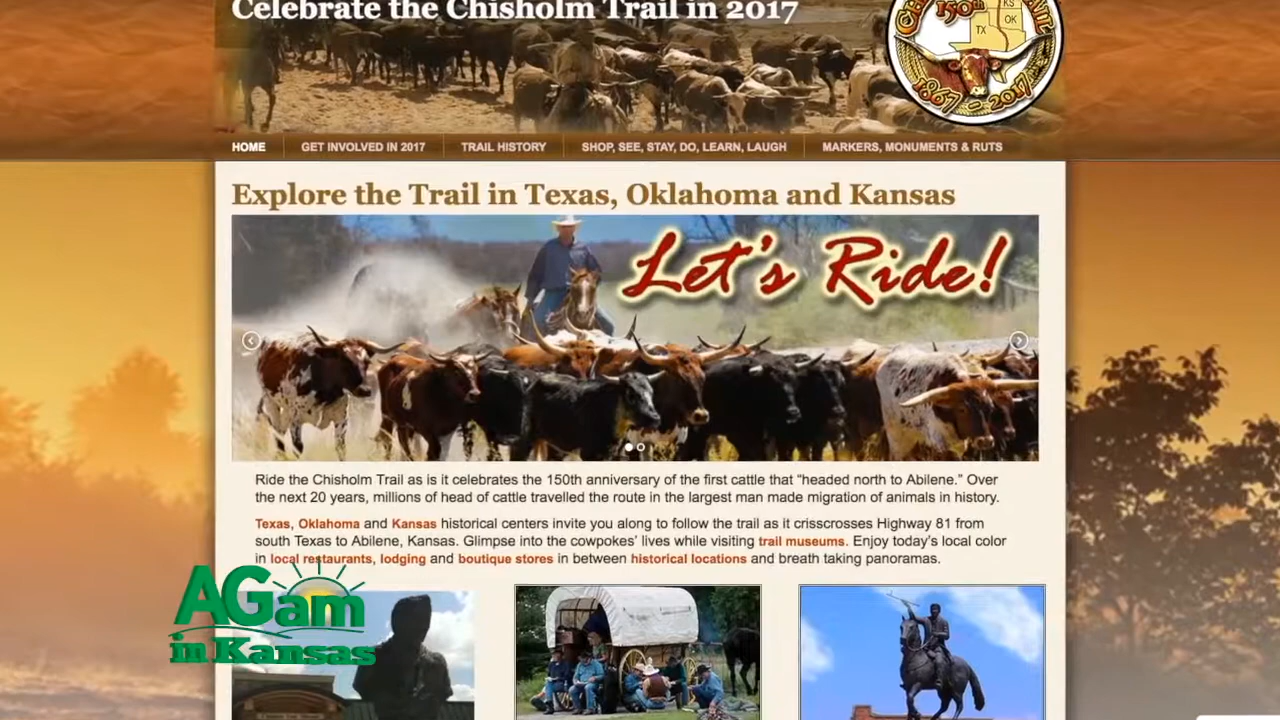 Celebrate the Chisholm Trail in 2017
150th
KS
OK
TX
1867 - 2017
HOME
GET INVOLVED IN 2017
TRAIL HISTORY
SHOP, SEE, STAY, DO, LEARN, LAUGH
MARKERS, MONUMENTS & RUTS
Explore the Trail in Texas, Oklahoma and Kansas
Let's Ride!
Ride the Chisholm Trail as is it celebrates the 150th anniversary of the first cattle that “headed north to Abilene.” Over
the next 20 years, millions of head of cattle travelled the route in the largest man made migration of animals in history.
Texas, Oklahoma and Kansas historical centers invite you along to follow the trail as it crisscrosses Highway 81 from
south Texas to Abilene, Kansas. Glimpse into the cowpokes’ lives while visiting trail museums. Enjoy today’s local color
in local restaurants, lodging and boutique stores in between historical locations and breath taking panoramas.
AGam
in Kansas